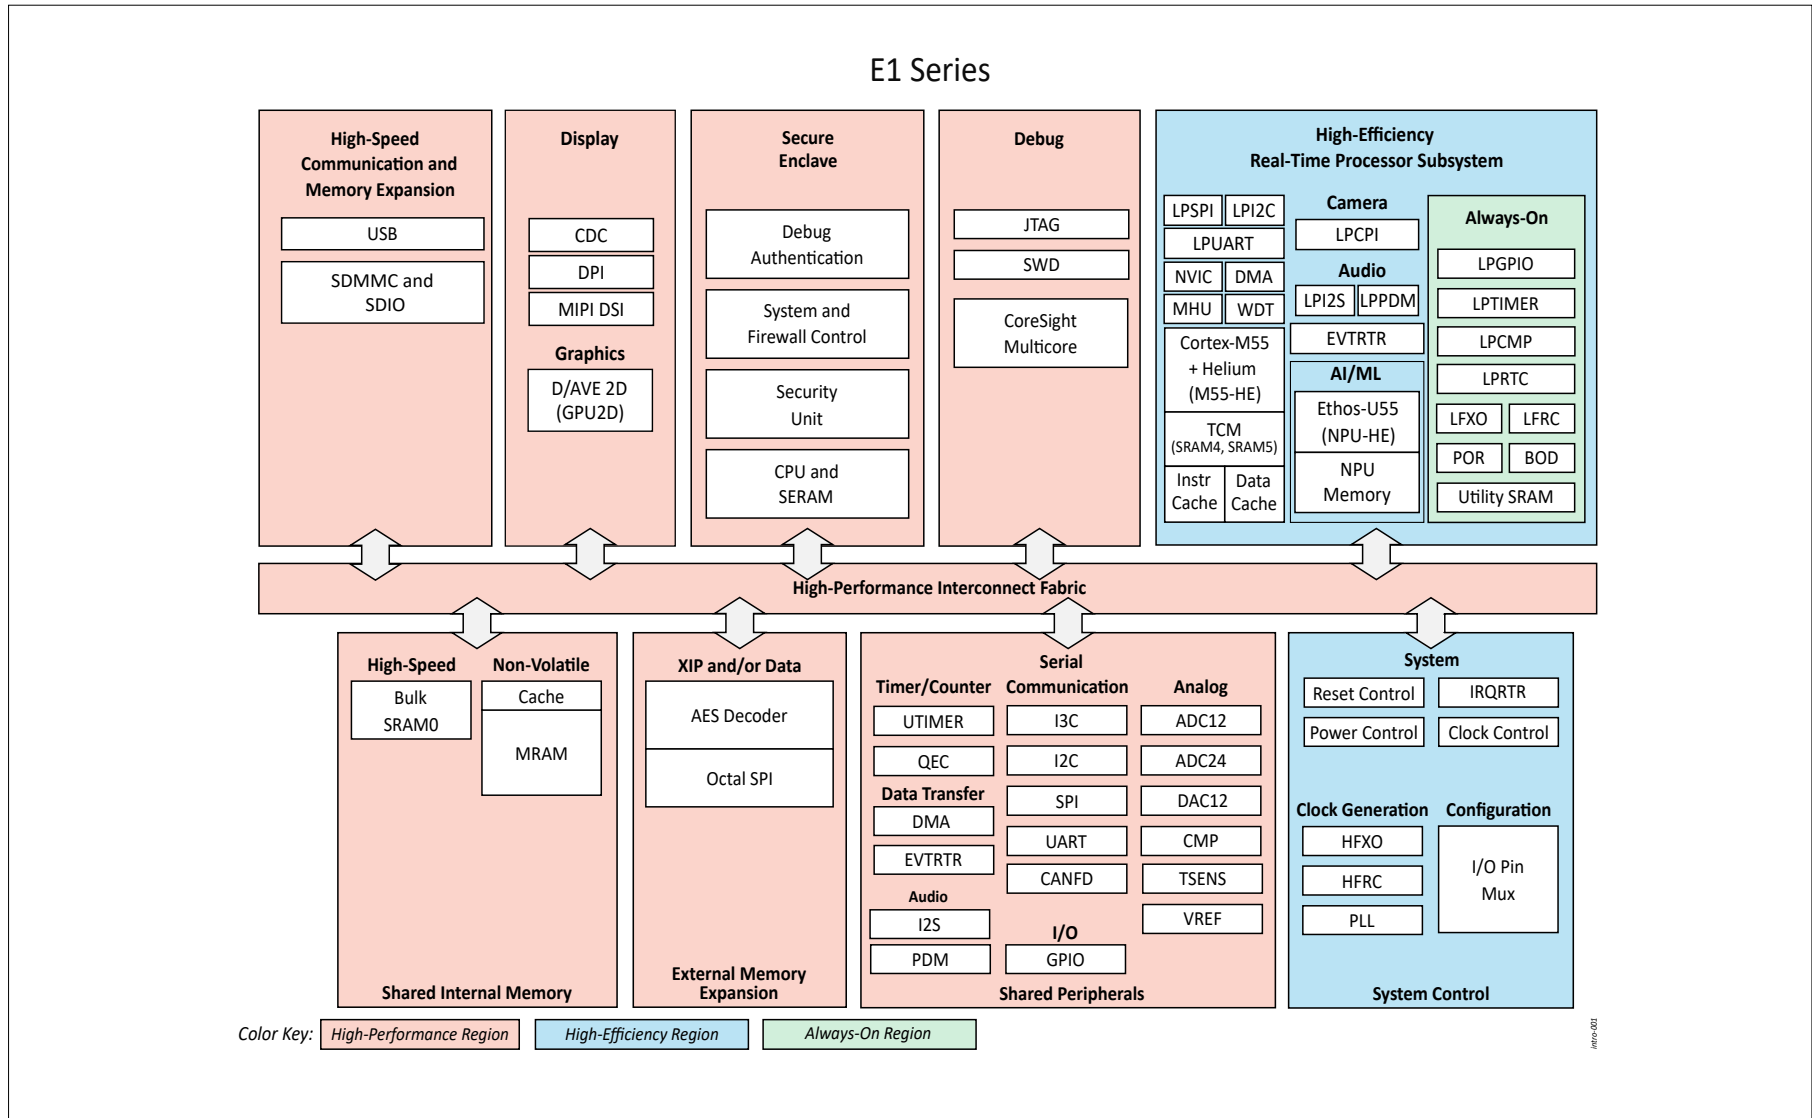 E1 Series
High-Speed
Communication and
Memory Expansion
USB
SDMMC and
SDIO
Display
CDC
DPI
MIPI DSI
Graphics
D/AVE 2D
(GPU2D)
Secure
Enclave
Debug
Authentication
System and
Firewall Control
Security
Unit
CPU and
SERAM
Debug
JTAG
SWD
CoreSight
Multicore
High-Efficiency
Real-Time Processor Subsystem
LPSPI
LPI2C
LPUART
NVIC
DMA
MHU
WDT
Cortex-M55
+ Helium
(M55-HE)
TCM
(SRAM4, SRAM5)
Instr
Cache
Data
Cache
Camera
LPCPI
Audio
LPI2S
LPPDM
EVTRTR
AI/ML
Ethos-U55
(NPU-HE)
NPU
Memory
Always-On
LPGPIO
LPTIMER
LPCMP
LPRTC
LFXO
LFRC
POR
BOD
Utility SRAM
High-Performance Interconnect Fabric
High-Speed
Bulk
SRAM0
Non-Volatile
Cache
MRAM
Shared Internal Memory
XIP and/or Data
AES Decoder
Octal SPI
External Memory
Expansion
Timer/Counter
UTIMER
QEC
Data Transfer
DMA
EVTRTR
Audio
I2S
PDM
Serial
Communication
I3C
I2C
SPI
UART
CANFD
I/O
GPIO
Analog
ADC12
ADC24
DAC12
CMP
TSENS
VREF
Shared Peripherals
System
Reset Control
IRQRTR
Power Control
Clock Control
Clock Generation
HFXO
HFRC
PLL
Configuration
I/O Pin
Mux
System Control
Color Key:
High-Performance Region
High-Efficiency Region
Always-On Region
intro-001